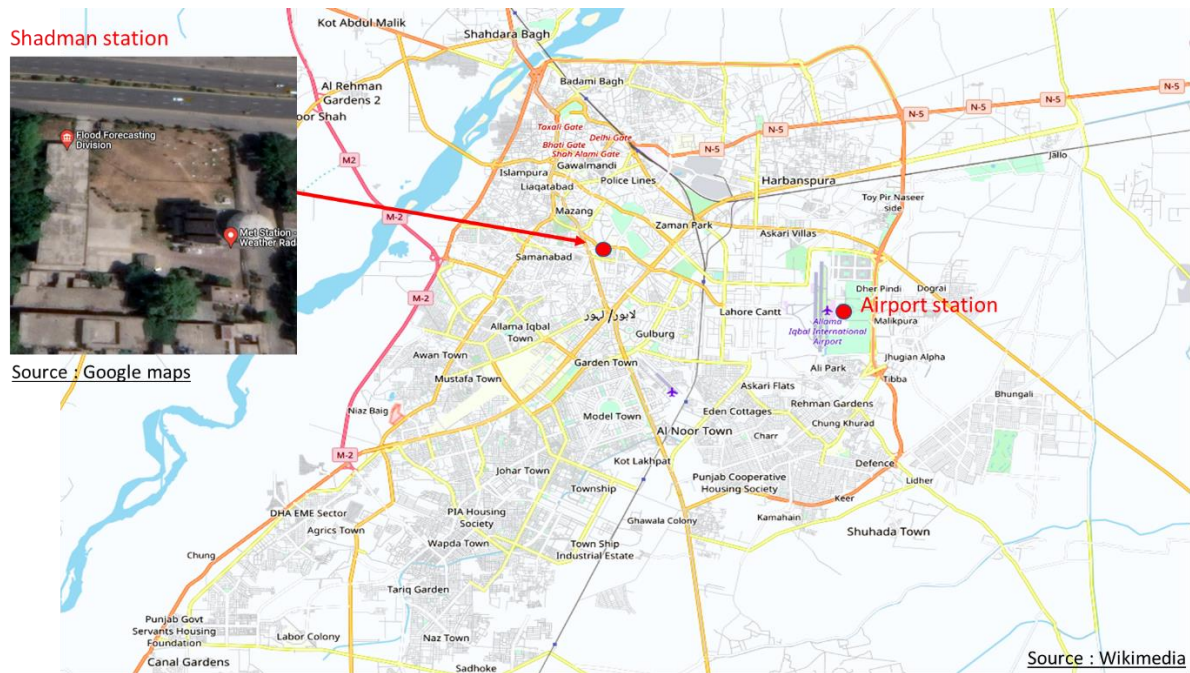 Shadman station
Flood Forecasting
Division
Met Station -
Weather Rada
Source : Google maps
Kot Abdul Malik
Shahdara Bagh
Al Rehman
Gardens 2
oor Shah
Badami Bagh
Taxali Gate
Delhi Gate
Bhati Gate
Shah Alami Gate
Gawalmandi
Islampura
Police Lines
Liaqatabad
Mazang
Samanabad
Zaman Park
Harbanspura
Jallo
N-5
N-5
N-5
N-5
N-5
M2
M-2
M-2
M-2
Toy Pir Naseer
side
Askari Villas
Dher Pindi
Dograi
Airport station
Allama
Iqbal International
Airport
Malikpura
Lahore Cantt
لاہور / لہور
Allama Iqbal
Town
Gulburg
Awan Town
Garden Town
Mustafa Town
Ali Park
Jhugian Alpha
Tibba
Askari Flats
Rehman Gardens
Bhungali
Niaz Baig
Model Town
Eden Cottages
Chung Khurad
Al Noor Town
Charr
Kot Lakhpat
Defence
Johar Town
Punjab Cooperative
Housing Society
Lidher
Township
Keer
DHA EME Sector
PIA Housing
Society
Ghawala Colony
Kamahain
Agrics Town
Shuhada Town
Wapda Town
Town Ship
Industrial Estate
Chung
Tariq Garden
Punjab Govt
Servants Housing
Foundation
Labor Colony
Naz Town
Canal Gardens
Sadhoke
Source : Wikimedia